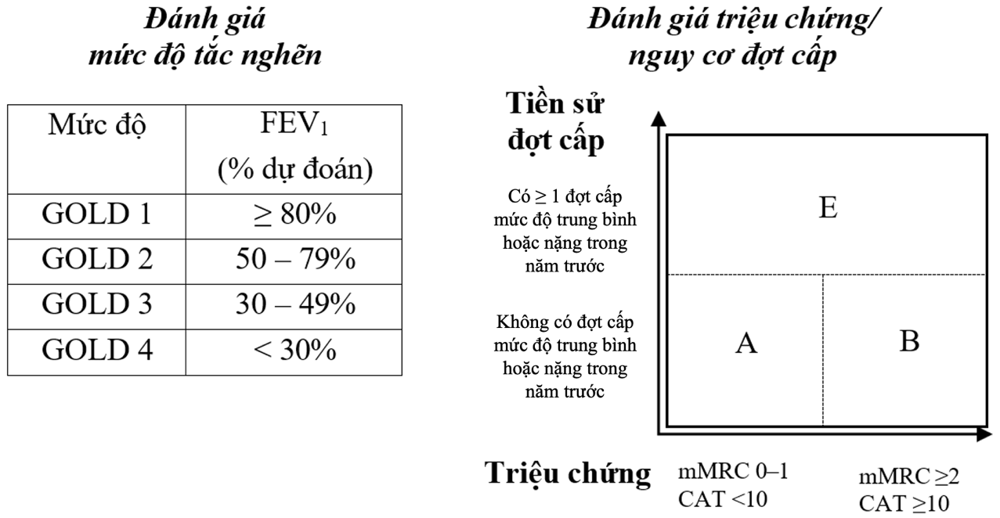 Đánh giá
mức độ tắc nghẽn
Mức độ
FEV₁
(% dự đoán)
GOLD 1
≥ 80%
GOLD 2
50 – 79%
GOLD 3
30 – 49%
GOLD 4
< 30%
Đánh giá triệu chứng/
nguy cơ đợt cấp
Tiền sử
đợt cấp
Có ≥ 1 đợt cấp
mức độ trung bình
hoặc nặng trong
năm trước
E
Không có đợt cấp
mức độ trung bình
hoặc nặng trong
năm trước
A
B
Triệu chứng
mMRC 0–1
CAT <10
mMRC ≥2
CAT ≥10